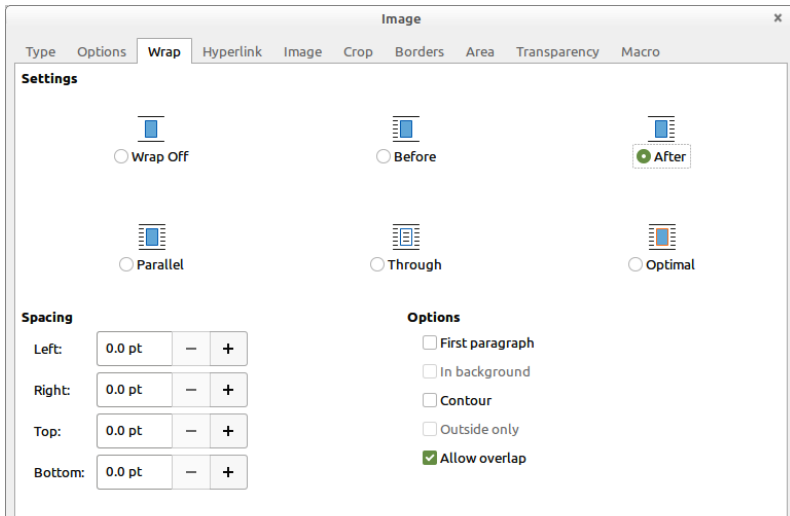 Image
Type Options Wrap Hyperlink Image Crop Borders Area Transparency Macro
Settings
Wrap Off Before After
Parallel Through Optimal
Spacing Options
Left: 0.0 pt − + First paragraph
In background
Right: 0.0 pt − + Contour
Top: 0.0 pt − + Outside only
Allow overlap
Bottom: 0.0 pt − +